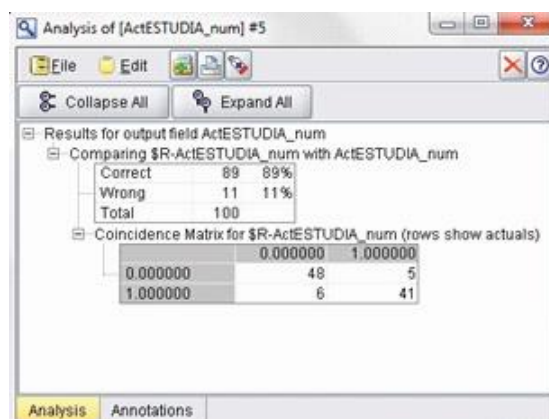 Analysis of [ActESTUDIA_num] #5
File Edit
Collapse All Expand All
Results for output field ActESTUDIA_num
Comparing $R-ActESTUDIA_num with ActESTUDIA_num
Correct 89 89%
Wrong 11 11%
Total 100
Coincidence Matrix for $R-ActESTUDIA_num (rows show actuals)
0.000000 1.000000
0.000000 48 5
1.000000 6 41
Analysis Annotations